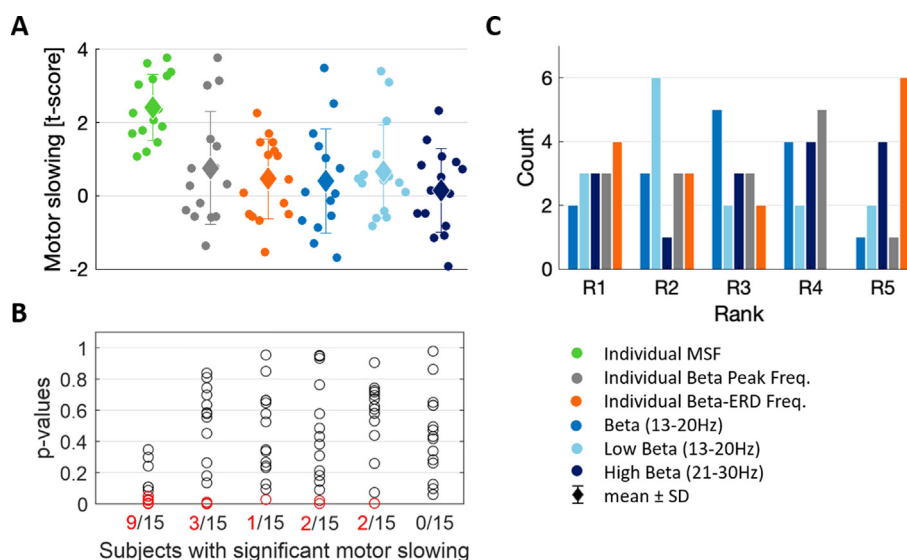 A
Motor slowing [t-score]
4
2
0
-2
B
p-values
1
0.8
0.6
0.4
0.2
0
9/15 3/15 1/15 2/15 2/15 0/15
Subjects with significant motor slowing
C
Count
6
4
2
0
R1 R2 R3 R4 R5
Rank
Individual MSF
Individual Beta Peak Freq.
Individual Beta-ERD Freq.
Beta (13-20Hz)
Low Beta (13-20Hz)
High Beta (21-30Hz)
mean ± SD